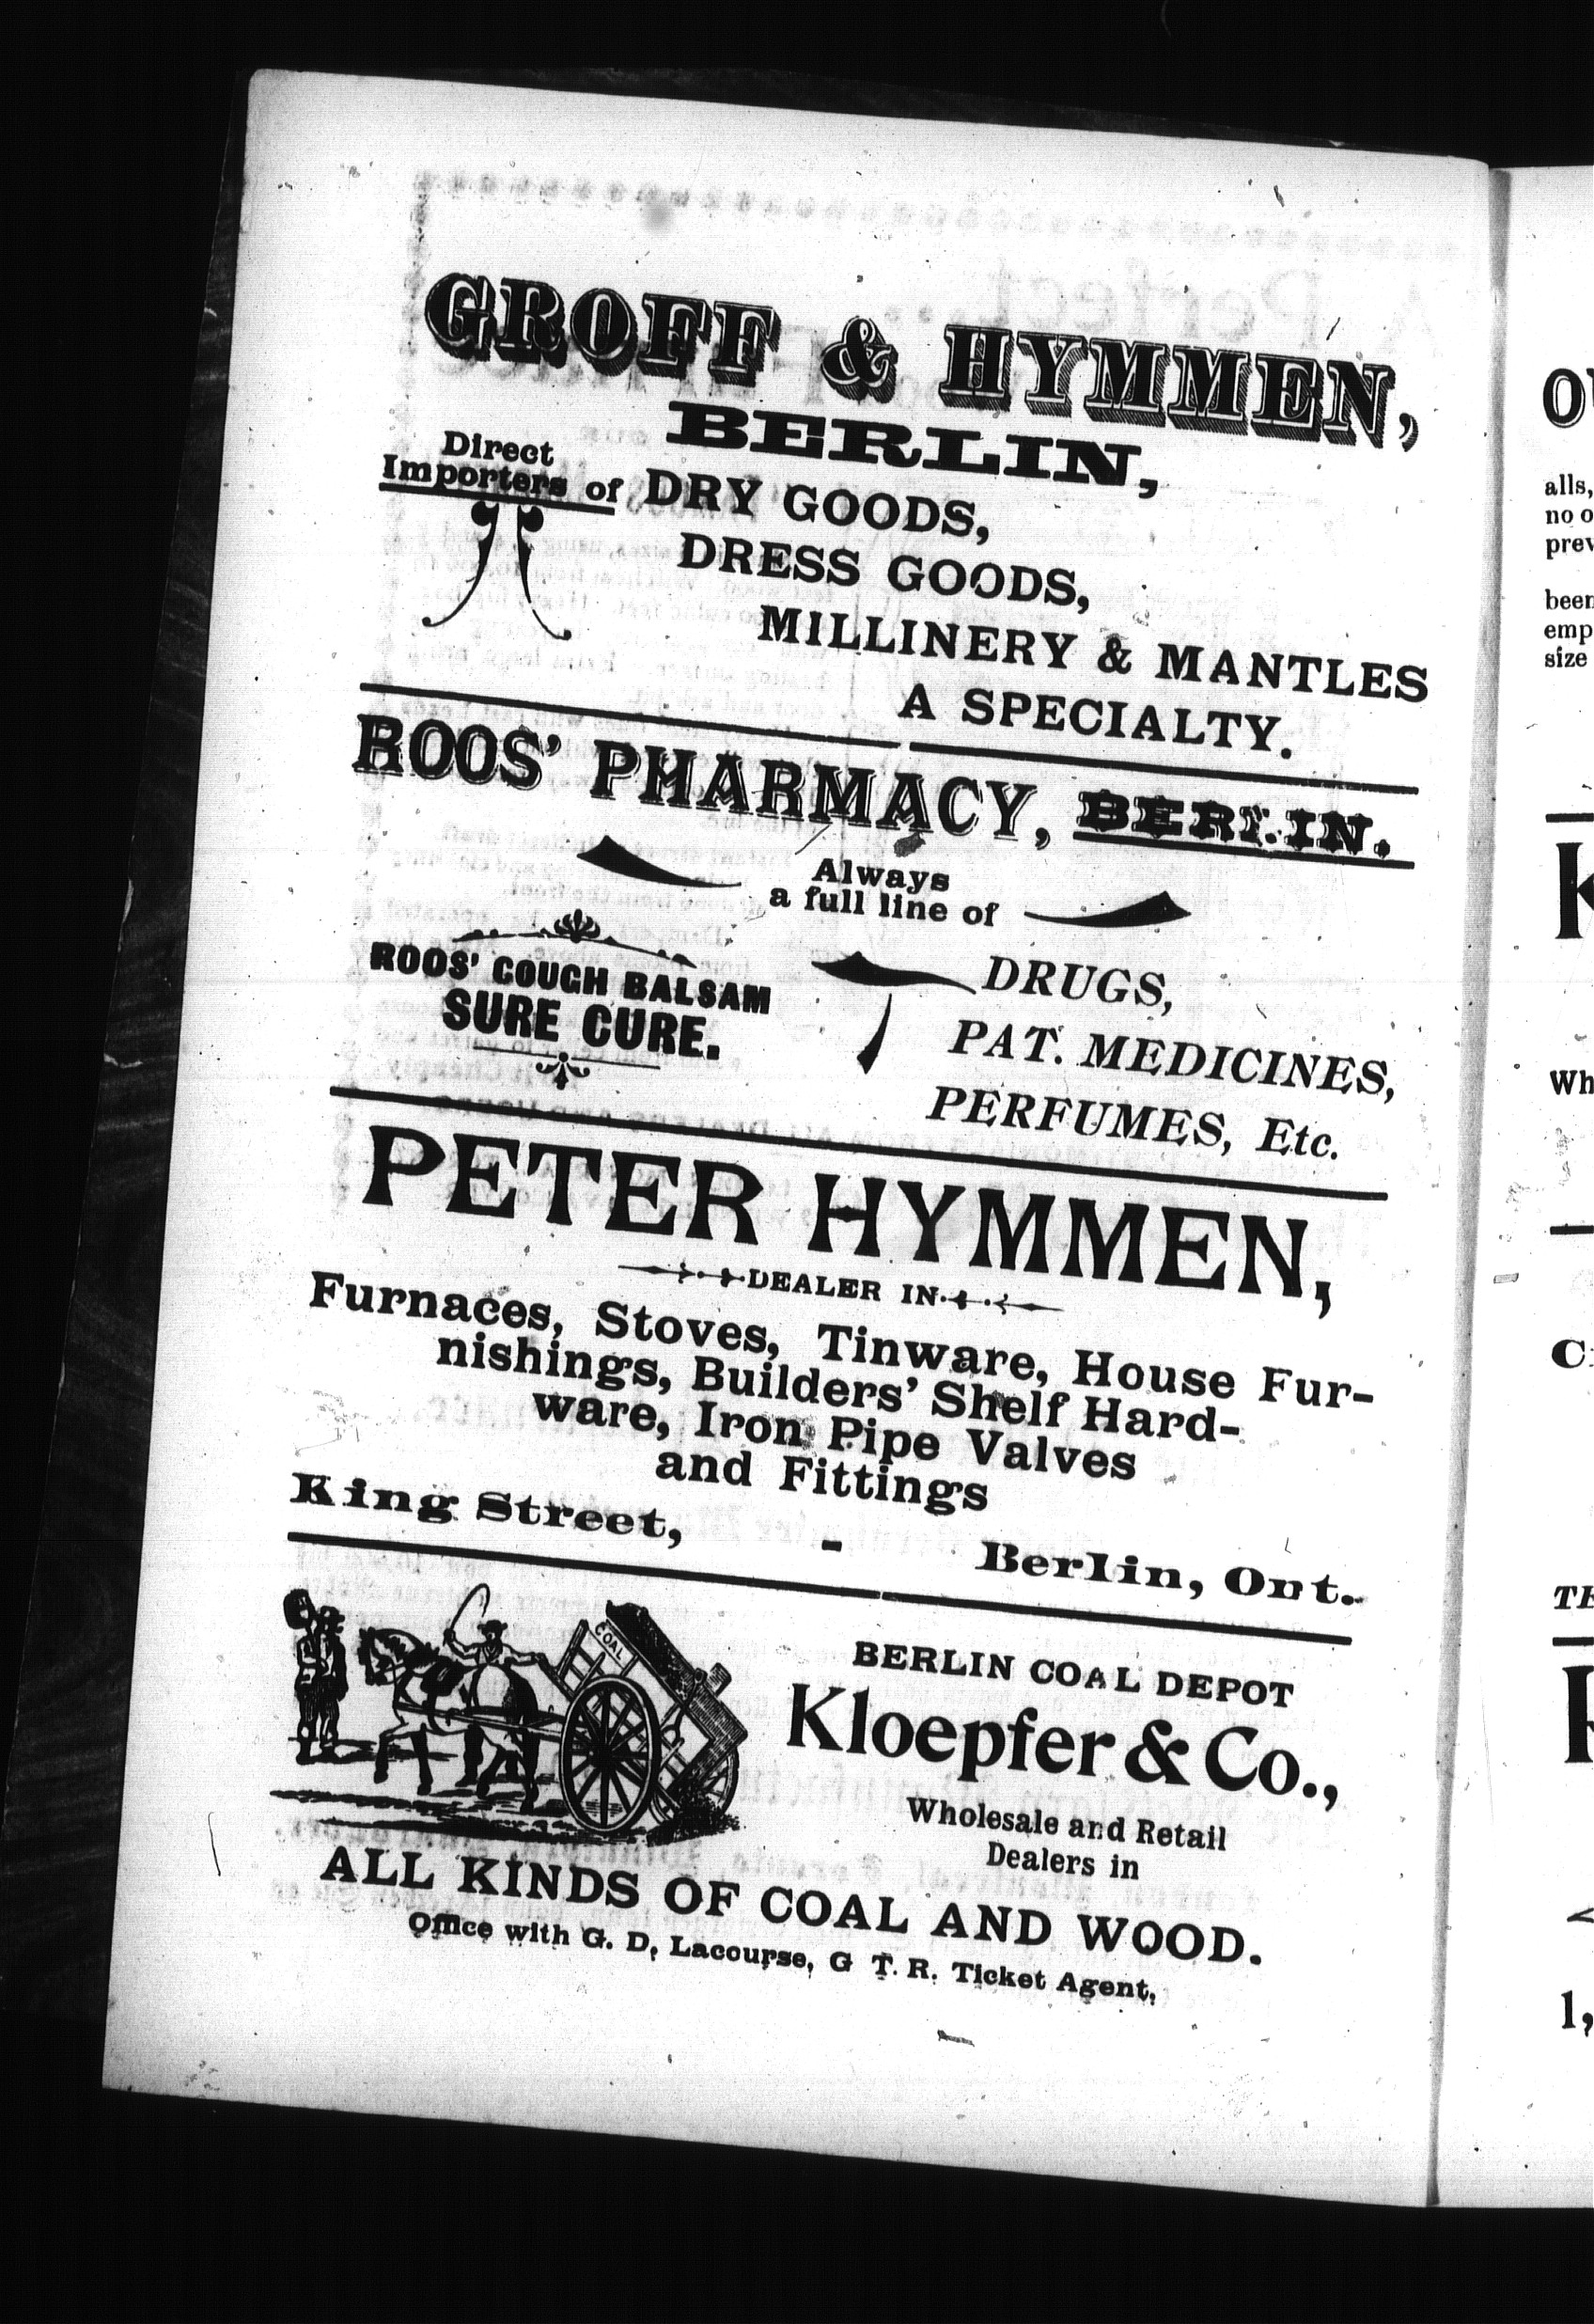 GROFF & HYMMEN,
BERLIN,
Direct
Importers of DRY GOODS,
DRESS GOODS,
MILLINERY & MANTLES
A SPECIALTY.
ROOS' PHARMACY, BERLIN.
Always
a full line of
ROOS' COUGH BALSAM
SURE CURE.
DRUGS,
PAT. MEDICINES,
PERFUMES, Etc.
PETER HYMMEN,
DEALER IN
Furnaces, Stoves, Tinware, House Fur-
nishings, Builders' Shelf Hard-
ware, Iron Pipe Valves
and Fittings
King Street, - Berlin, Ont.
COAL
BERLIN COAL DEPOT
Kloepfer & Co.,
Wholesale and Retail
Dealers in
ALL KINDS OF COAL AND WOOD.
Office with G. D, Lacourse, G T. R. Ticket Agent,
alls,
no o
prev
been
emp
size
Wh
1,